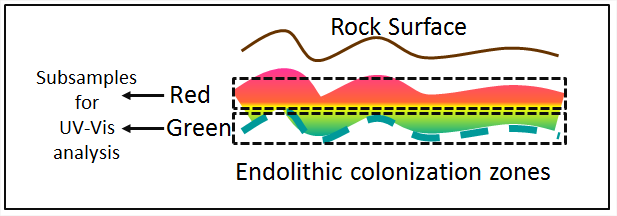 Rock Surface
Subsamples
for
UV-Vis
analysis
Red
Green
Endolithic colonization zones